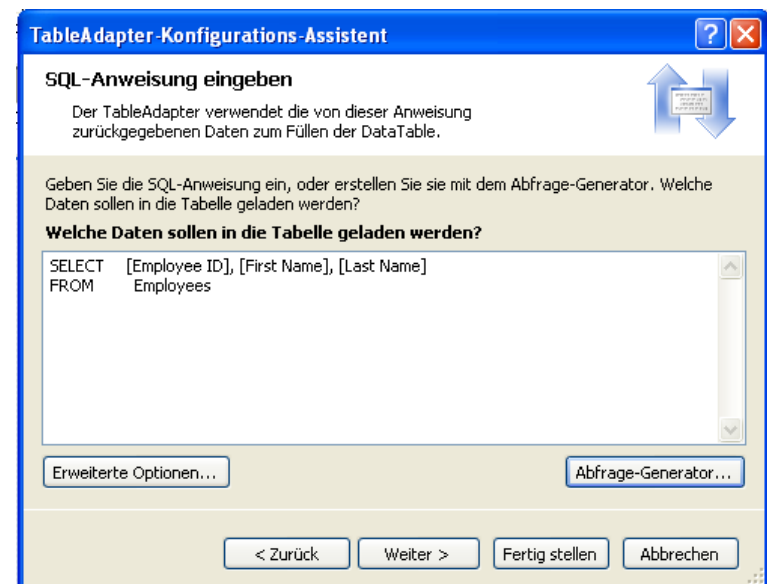 TableAdapter-Konfigurations-Assistent
SQL-Anweisung eingeben
Der TableAdapter verwendet die von dieser Anweisung
zurückgegebenen Daten zum Füllen der DataTable.
Geben Sie die SQL-Anweisung ein, oder erstellen Sie sie mit dem Abfrage-Generator. Welche
Daten sollen in die Tabelle geladen werden?
Welche Daten sollen in die Tabelle geladen werden?
SELECT [Employee ID], [First Name], [Last Name]
FROM Employees
Erweiterte Optionen... Abfrage-Generator...
< Zurück Weiter > Fertig stellen Abbrechen